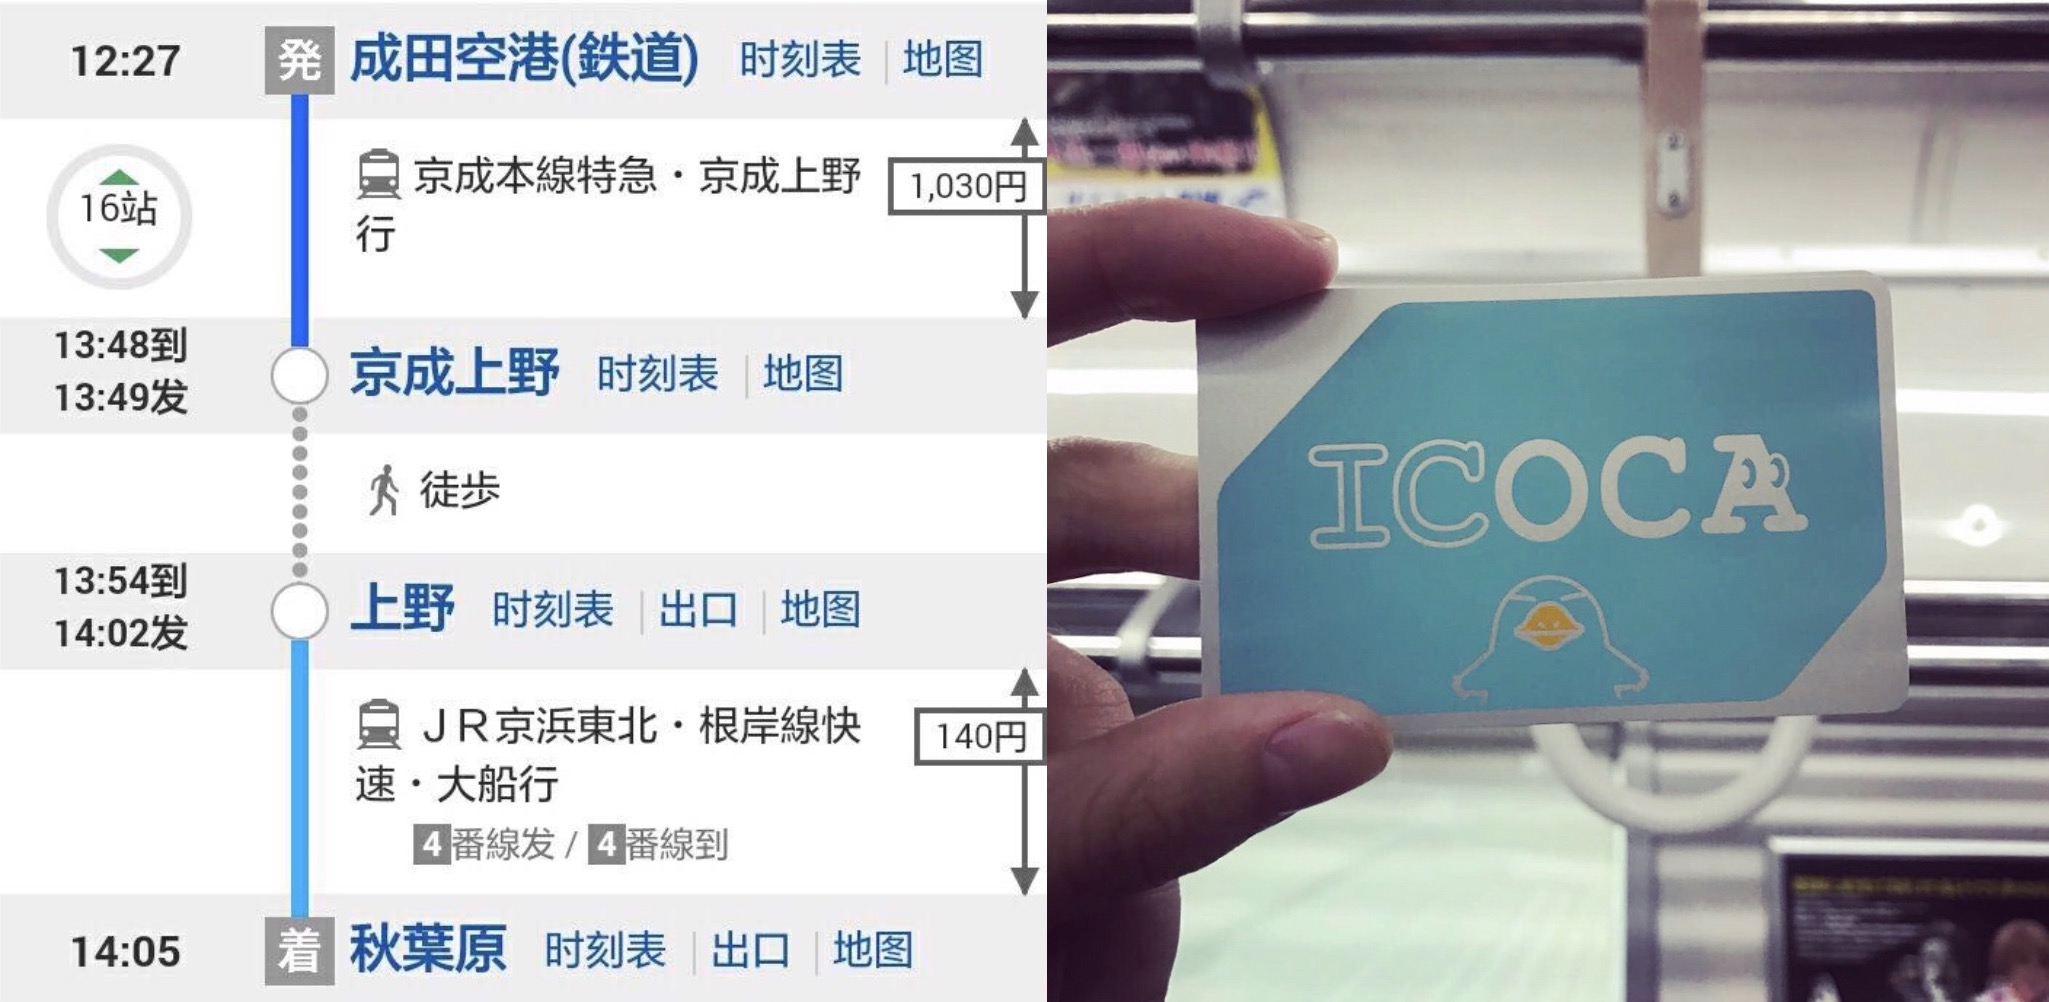 12:27 発 成田空港(鉄道) 时刻表 地图
16站
京成本線特急・京成上野
行
1,030円
13:48到
13:49发
京成上野 时刻表 地图
徒歩
13:54到
14:02发
上野 时刻表 出口 地图
ＪＲ京浜東北・根岸線快
速・大船行
140円
4番線发 / 4番線到
14:05 着 秋葉原 时刻表 出口 地图
2
2
ICOCA